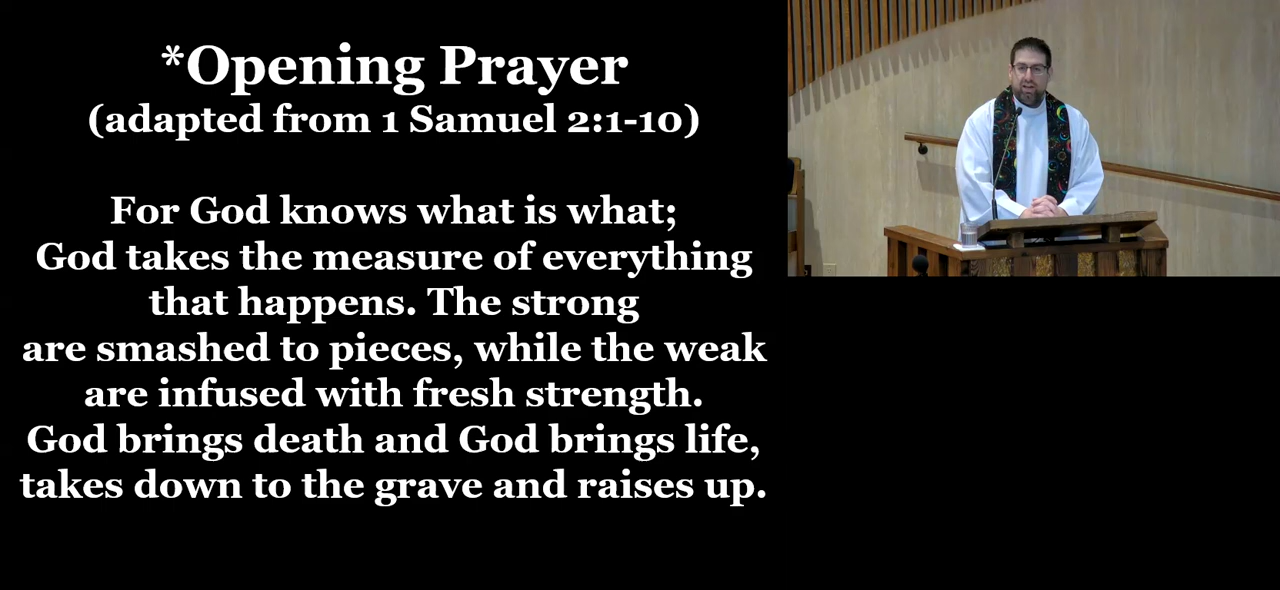 *Opening Prayer
(adapted from 1 Samuel 2:1-10)
For God knows what is what;
God takes the measure of everything
that happens. The strong
are smashed to pieces, while the weak
are infused with fresh strength.
God brings death and God brings life,
takes down to the grave and raises up.